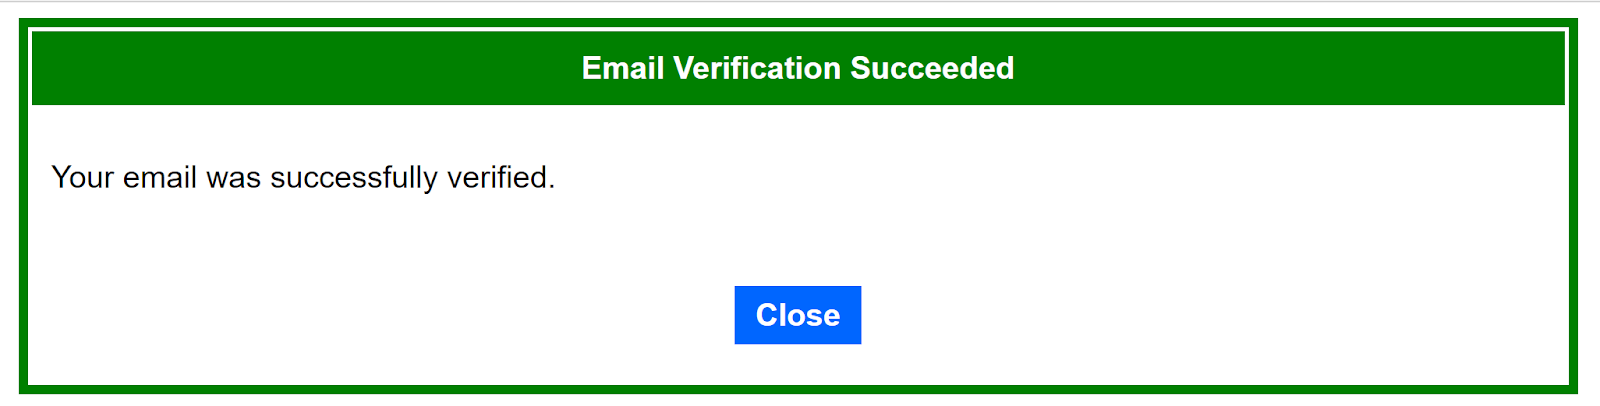 Email Verification Succeeded
Your email was successfully verified.
Close